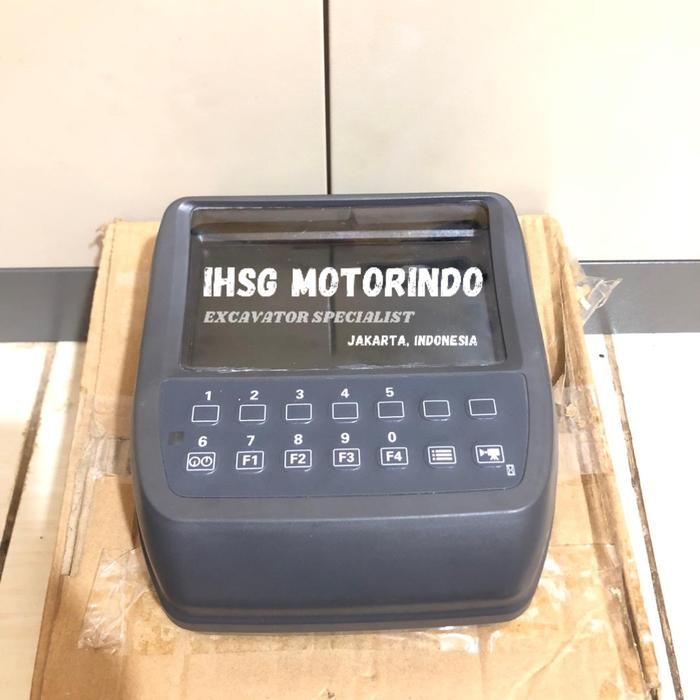 IHSG MOTORINDO
EXCAVATOR SPECIALIST
JAKARTA, INDONESIA
1 2 3 4 5
6 7 8 9 0
F1 F2 F3 F4